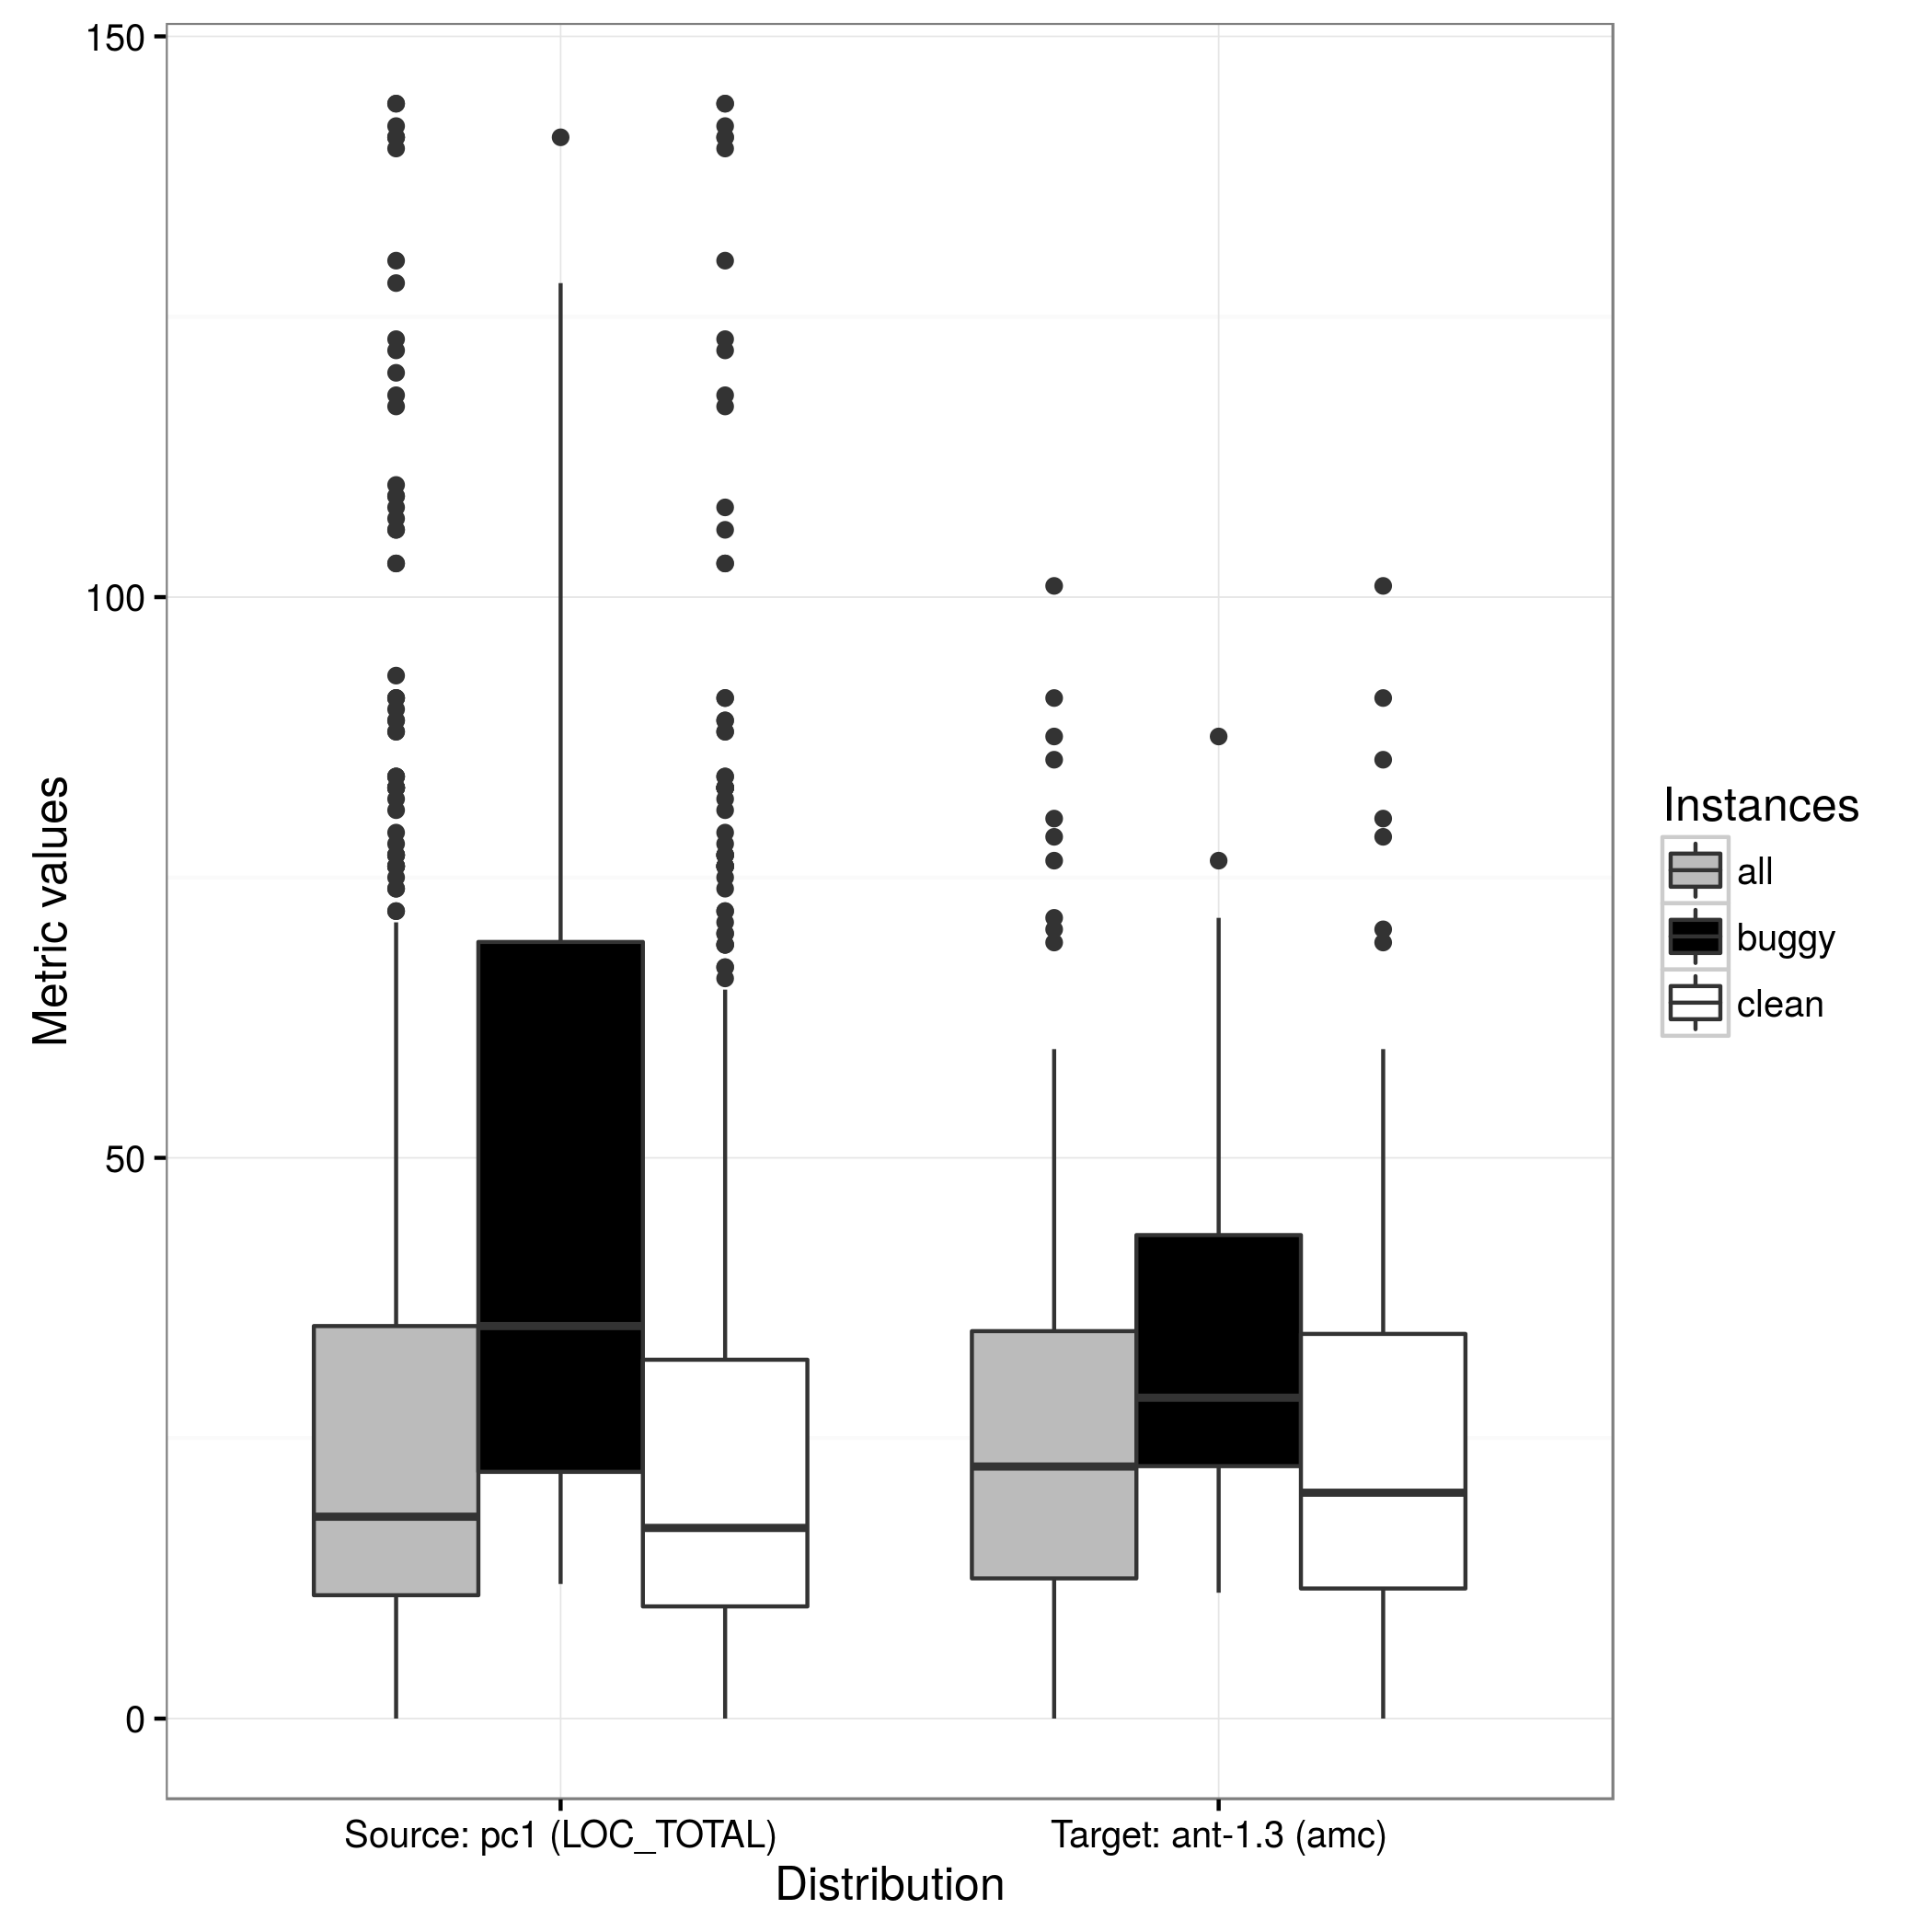 150
100
50
0
Metric values
Source: pc1 (LOC_TOTAL)
Target: ant-1.3 (amc)
Distribution
Instances
all
buggy
clean